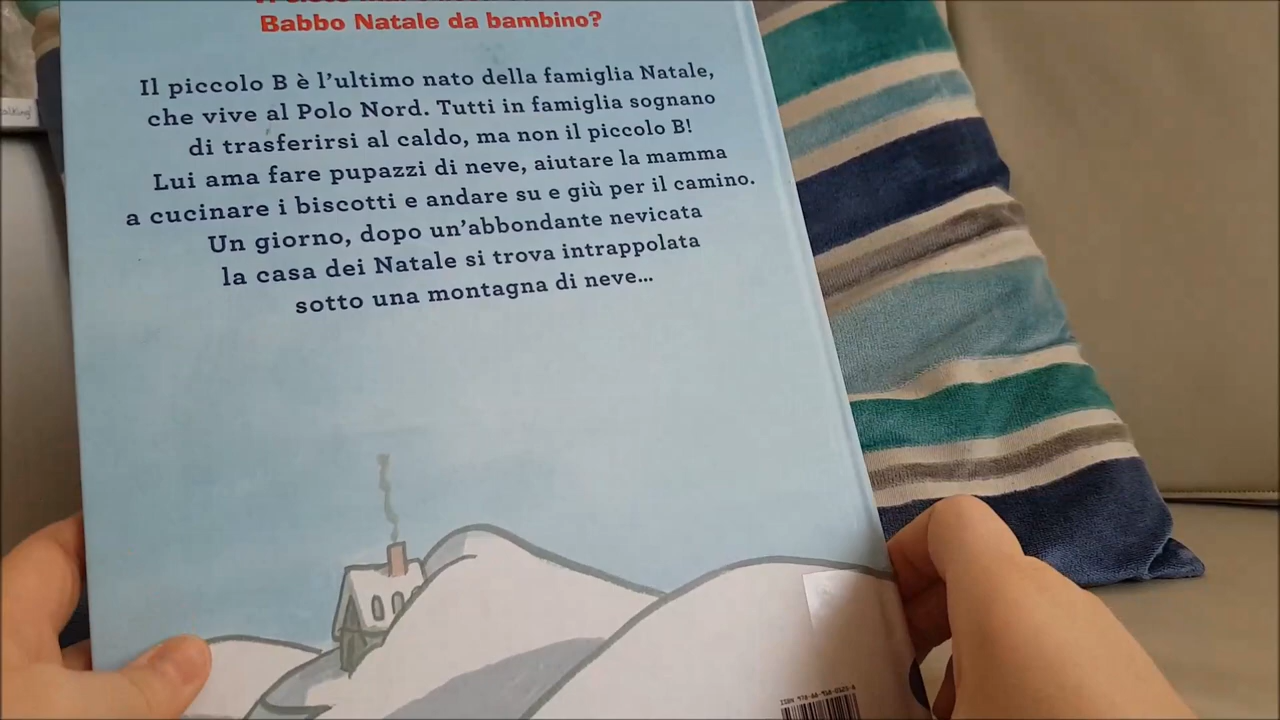 Babbo Natale da bambino?
Il piccolo B è l'ultimo nato della famiglia Natale,
che vive al Polo Nord. Tutti in famiglia sognano
di trasferirsi al caldo, ma non il piccolo B!
Lui ama fare pupazzi di neve, aiutare la mamma
a cucinare i biscotti e andare su e giù per il camino.
Un giorno, dopo un'abbondante nevicata
la casa dei Natale si trova intrappolata
sotto una montagna di neve...
ISBN